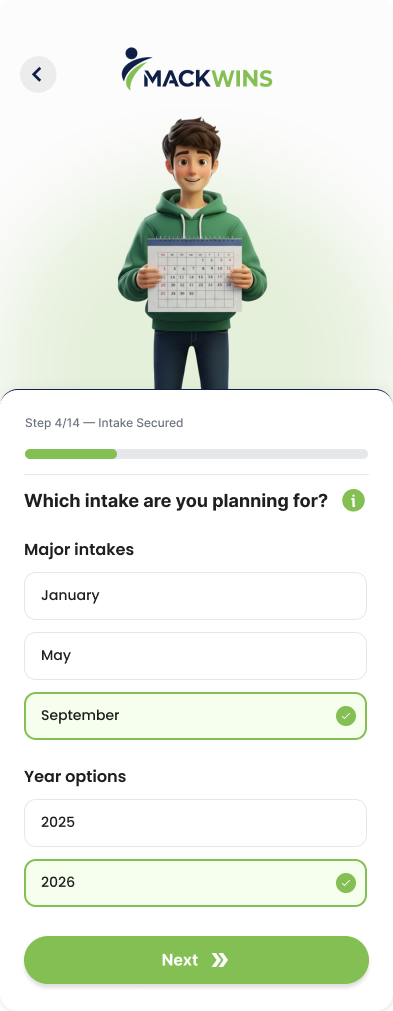 MACKWINS
Step 4/14 — Intake Secured
Which intake are you planning for? i
Major intakes
January
May
September
Year options
2025
2026
Next